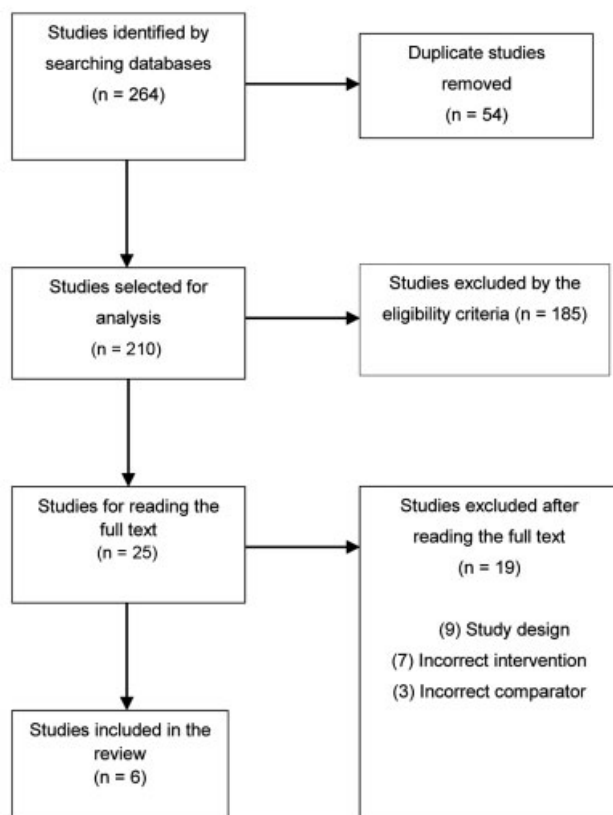 Studies identified by
searching databases
(n = 264)
Duplicate studies
removed
(n = 54)
Studies selected for
analysis
(n = 210)
Studies excluded by the
eligibility criteria (n = 185)
Studies for reading the
full text
(n = 25)
Studies excluded after
reading the full text
(n = 19)
(9) Study design
(7) Incorrect intervention
(3) Incorrect comparator
Studies included in the
review
(n = 6)